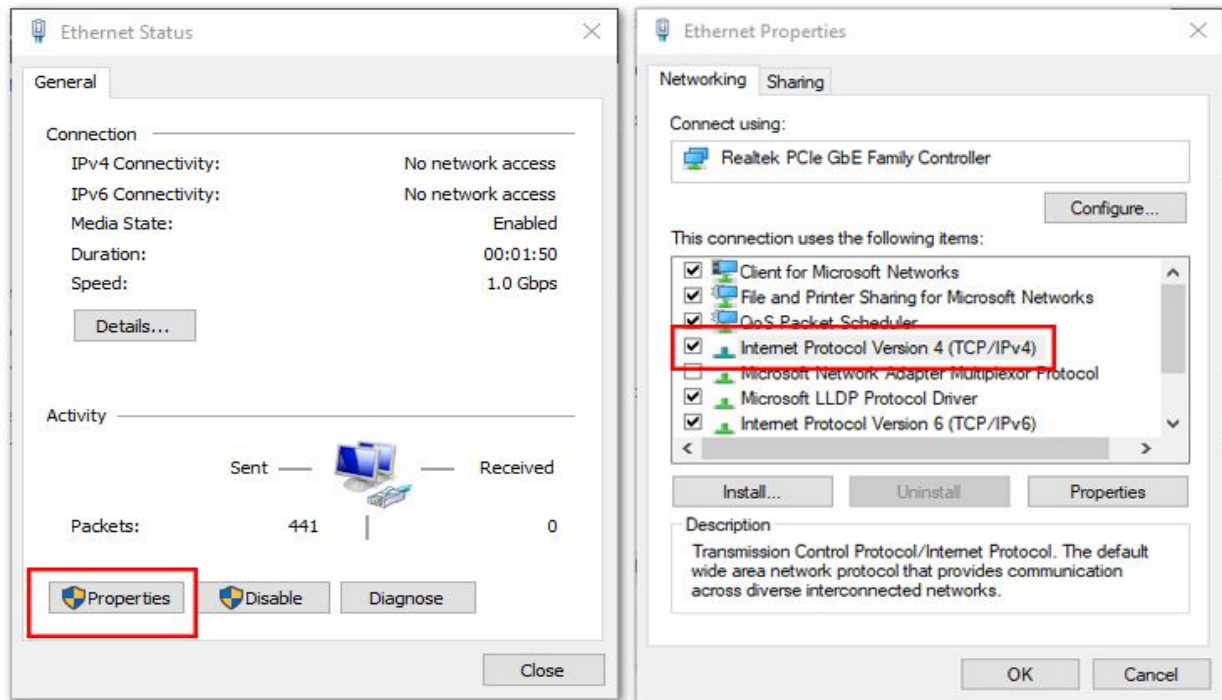 Ethernet Status
General
Connection
IPv4 Connectivity: No network access
IPv6 Connectivity: No network access
Media State: Enabled
Duration: 00:01:50
Speed: 1.0 Gbps
Details...
Activity
Sent Received
Packets: 441 0
Properties Disable Diagnose
Close
Ethernet Properties
Networking Sharing
Connect using:
Realtek PCIe GbE Family Controller
Configure...
This connection uses the following items:
Client for Microsoft Networks
File and Printer Sharing for Microsoft Networks
QoS Packet Scheduler
Internet Protocol Version 4 (TCP/IPv4)
Microsoft Network Adapter Multiplexor Protocol
Microsoft LLDP Protocol Driver
Internet Protocol Version 6 (TCP/IPv6)
Install... Uninstall Properties
Description
Transmission Control Protocol/Internet Protocol. The default
wide area network protocol that provides communication
across diverse interconnected networks.
OK Cancel